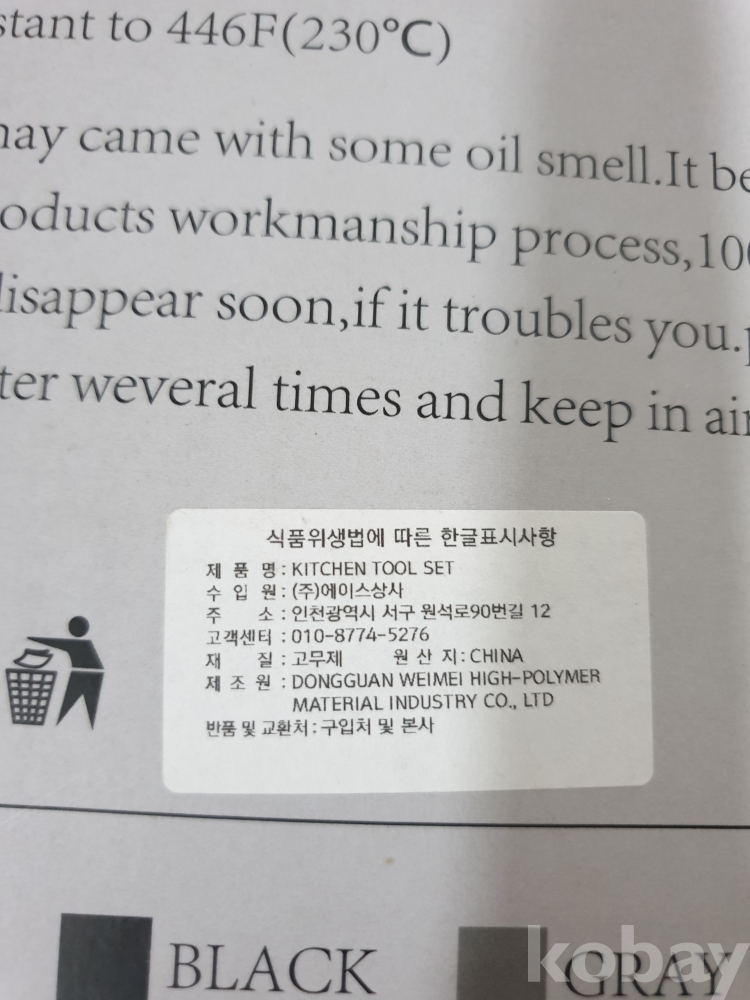 stant to 446F(230℃)
may came with some oil smell.It be
oducts workmanship process,100
disappear soon,if it troubles you.p
ter weveral times and keep in air
식품위생법에 따른 한글표시사항
제 품 명 : KITCHEN TOOL SET
수 입 원 : (주)에이스상사
주 소 : 인천광역시 서구 원석로90번길 12
고객센터 : 010-8774-5276
재 질 : 고무제 원 산 지 : CHINA
제 조 원 : DONGGUAN WEIMEI HIGH-POLYMER
MATERIAL INDUSTRY CO., LTD
반품 및 교환처 : 구입처 및 본사
BLACK
GRAY
kobay